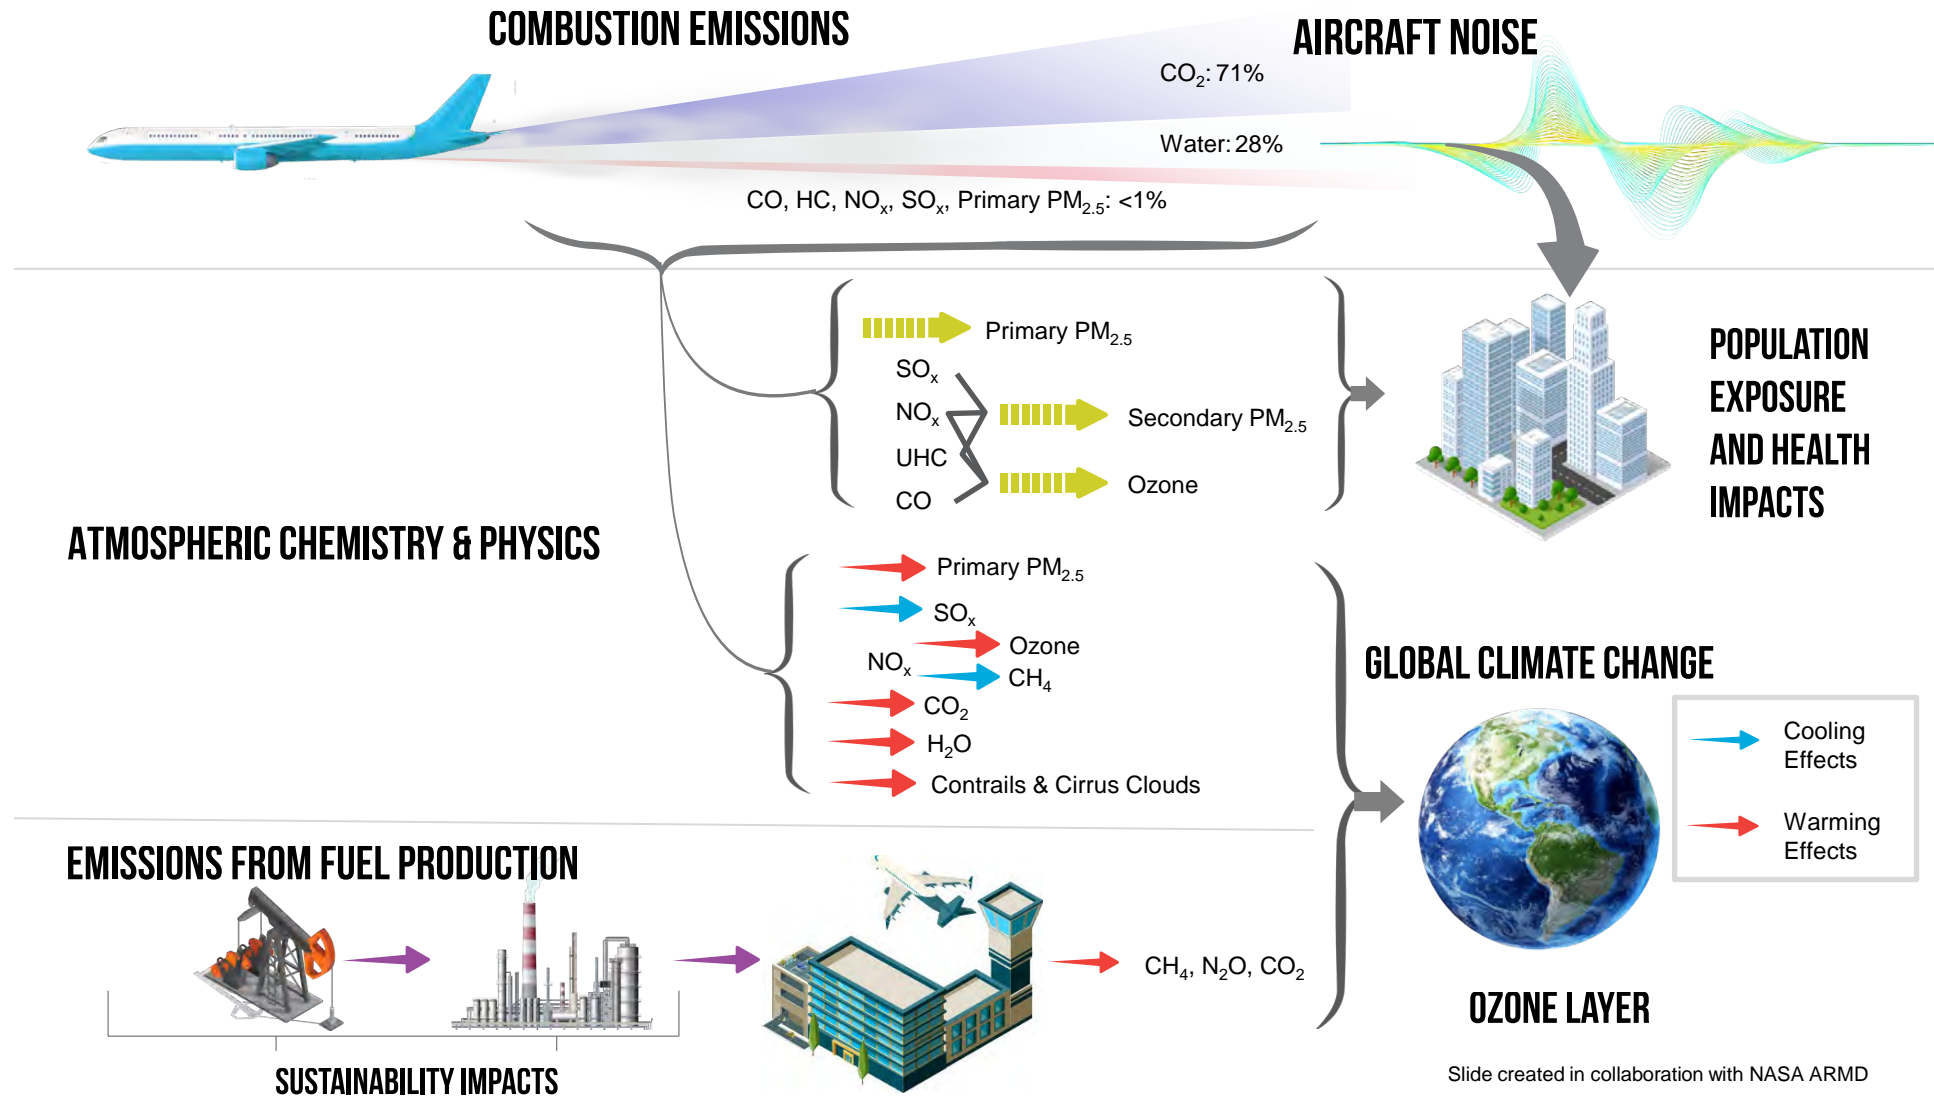 COMBUSTION EMISSIONS
AIRCRAFT NOISE
CO₂: 71%
Water: 28%
CO, HC, NOₓ, SOₓ, Primary PM₂.₅: <1%
Primary PM₂.₅
SOₓ
NOₓ
Secondary PM₂.₅
UHC
Ozone
CO
POPULATION
EXPOSURE
AND HEALTH
IMPACTS
ATMOSPHERIC CHEMISTRY & PHYSICS
Primary PM₂.₅
SOₓ
Ozone
NOₓ
CH₄
CO₂
H₂O
Contrails & Cirrus Clouds
GLOBAL CLIMATE CHANGE
Cooling
Effects
Warming
Effects
EMISSIONS FROM FUEL PRODUCTION
CH₄, N₂O, CO₂
OZONE LAYER
SUSTAINABILITY IMPACTS
Slide created in collaboration with NASA ARMD